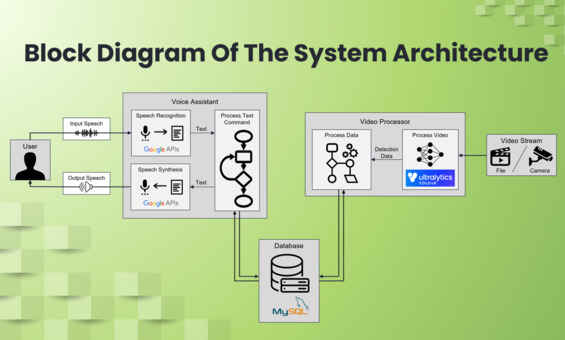 Block Diagram Of The System Architecture
Voice Assistant
Input Speech
Speech Recognition
Google APIs
Text
Process Text
Command
User
Output Speech
Speech Synthesis
Google APIs
Text
Video Processor
Process Data
Detection
Data
Process Video
ultralytics
YOLOv8
Video Stream
File
Camera
Database
MySQL